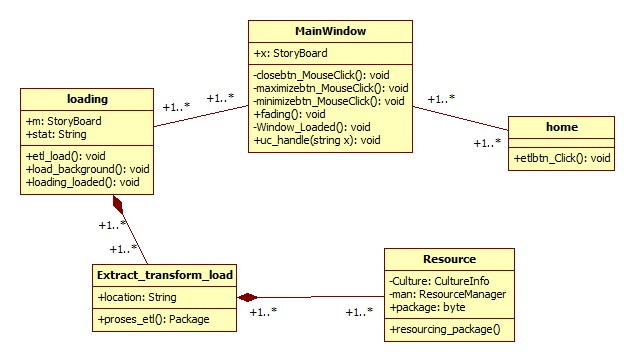 MainWindow
+x: StoryBoard
-closebtn_MouseClick(): void
-maximizebtn_MouseClick(): void
-minimizebtn_MouseClick(): void
+fading(): void
-Window_Loaded(): void
+uc_handle(string x): void
loading
+m: StoryBoard
+stat: String
+etl_load(): void
+load_background(): void
+loading_loaded(): void
+1..*
+1..*
+1..*
+1..*
home
+etlbtn_Click(): void
+1..*
+1..*
Extract_transform_load
+location: String
+proses_etl(): Package
+1..*
+1..*
Resource
-Culture: CultureInfo
-man: ResourceManager
+package: byte
+resourcing_package()